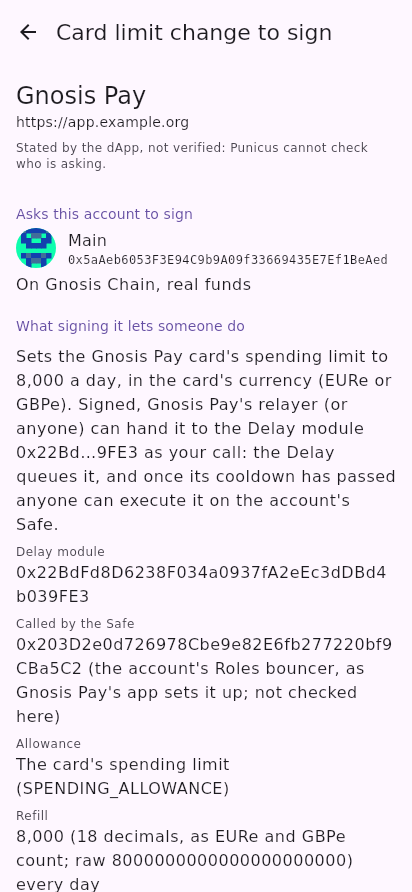 Card limit change to sign
Gnosis Pay
https://app.example.org
Stated by the dApp, not verified: Punicus cannot check
who is asking.
Asks this account to sign
Main
0x5aAeb6053F3E94C9b9A09f33669435E7Ef1BeAed
On Gnosis Chain, real funds
What signing it lets someone do
Sets the Gnosis Pay card's spending limit to
8,000 a day, in the card's currency (EURe or
GBPe). Signed, Gnosis Pay's relayer (or
anyone) can hand it to the Delay module
0x22Bd…9FE3 as your call: the Delay
queues it, and once its cooldown has passed
anyone can execute it on the account's
Safe.
Delay module
0x22BdFd8D6238F034a0937fA2eEc3dDBd4
b039FE3
Called by the Safe
0x203D2e0d726978Cbe9e82E6fb277220bf9
CBa5C2 (the account's Roles bouncer, as
Gnosis Pay's app sets it up; not checked
here)
Allowance
The card's spending limit
(SPENDING_ALLOWANCE)
Refill
8,000 (18 decimals, as EURe and GBPe
count; raw 8000000000000000000000)
every day